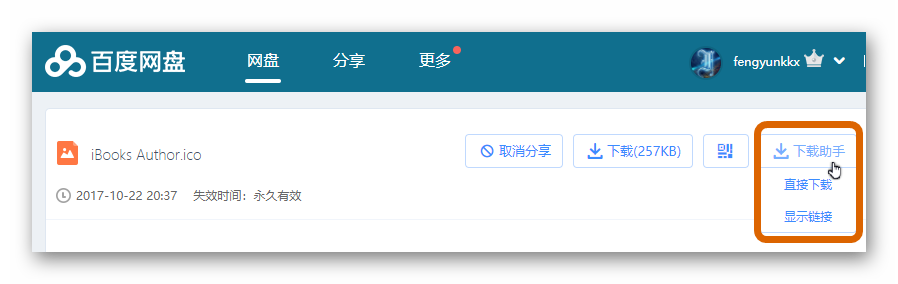 百度网盘 网盘 分享 更多 fengyunkkx
iBooks Author.ico 取消分享 下载(257KB) 下载助手
直接下载
2017-10-22 20:37 失效时间：永久有效
显示链接